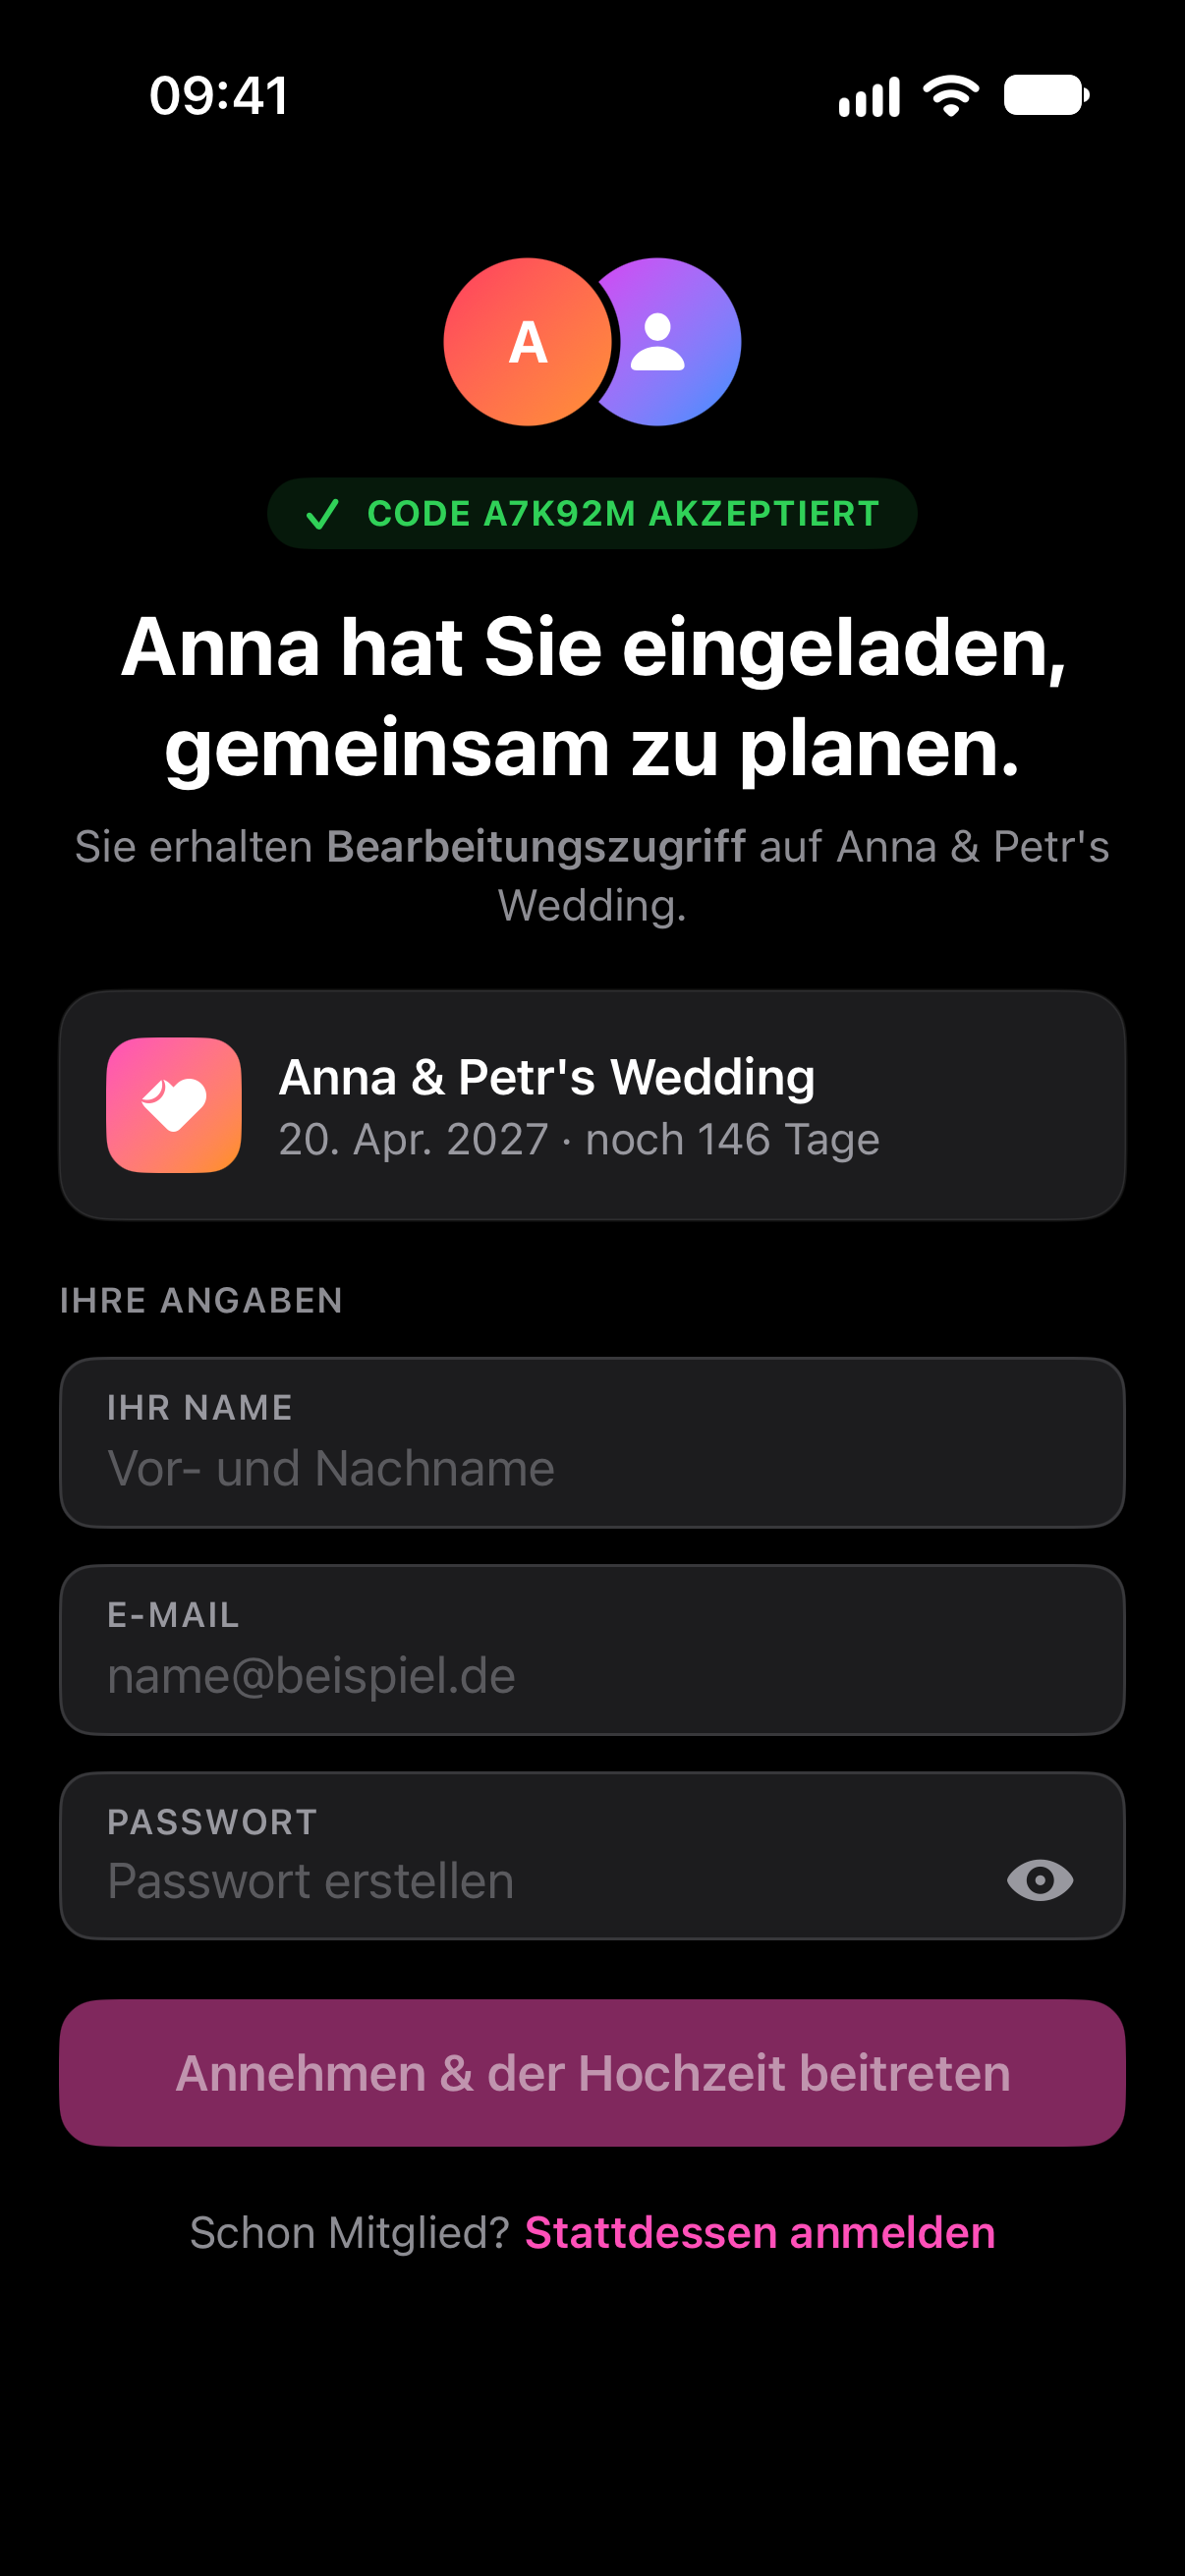 09:41
A
CODE A7K92M AKZEPTIERT
Anna hat Sie eingeladen,
gemeinsam zu planen.
Sie erhalten Bearbeitungszugriff auf Anna & Petr's
Wedding.
Anna & Petr's Wedding
20. Apr. 2027 · noch 146 Tage
IHRE ANGABEN
IHR NAME
Vor- und Nachname
E-MAIL
name@beispiel.de
PASSWORT
Passwort erstellen
Annehmen & der Hochzeit beitreten
Schon Mitglied? Stattdessen anmelden